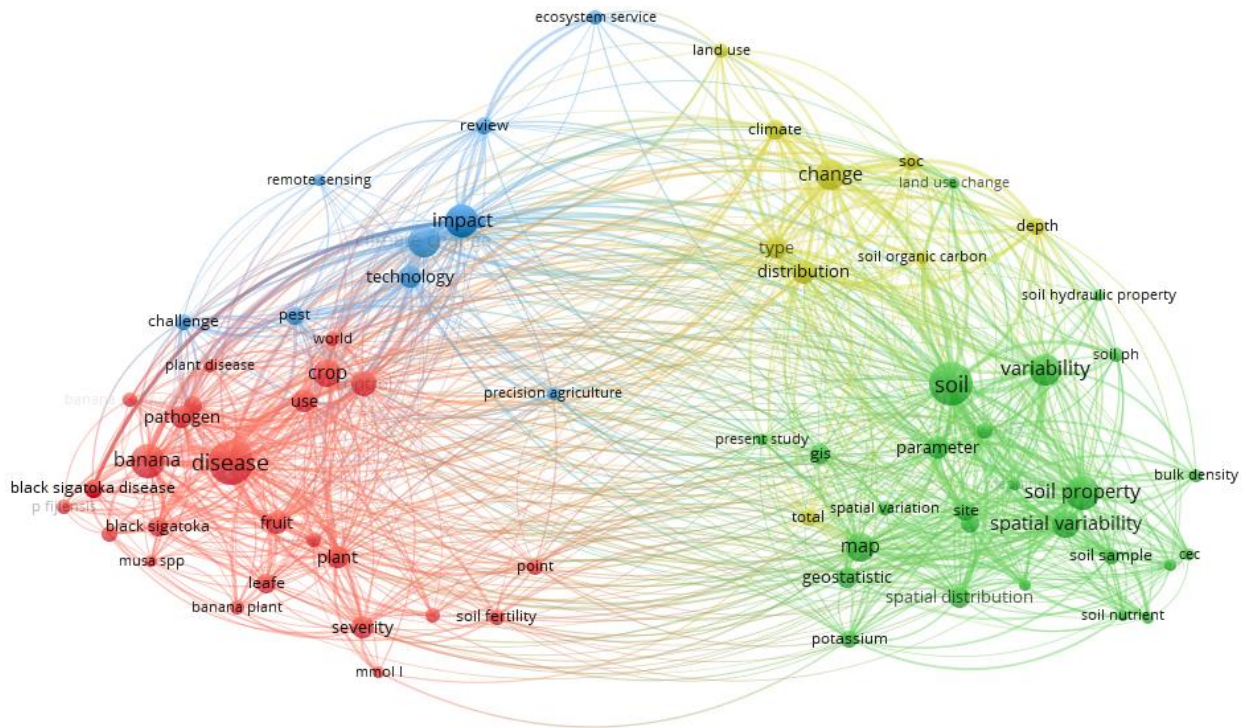 ecosystem service
land use
review
climate
soc
change
remote sensing
land use change
impact
depth
type
technology
distribution
soil organic carbon
soil hydraulic property
challenge
pest
world
plant disease
soil ph
variability
crop
soil
precision agriculture
use
banana
pathogen
present study
parameter
gis
banana
disease
bulk density
black sigatoka disease
soil property
p fijiensis
spatial variation
site
total
spatial variability
black sigatoka
fruit
map
musa spp
plant
soil sample
cec
point
geostatistic
leafe
spatial distribution
banana plant
soil fertility
soil nutrient
severity
potassium
mmol l